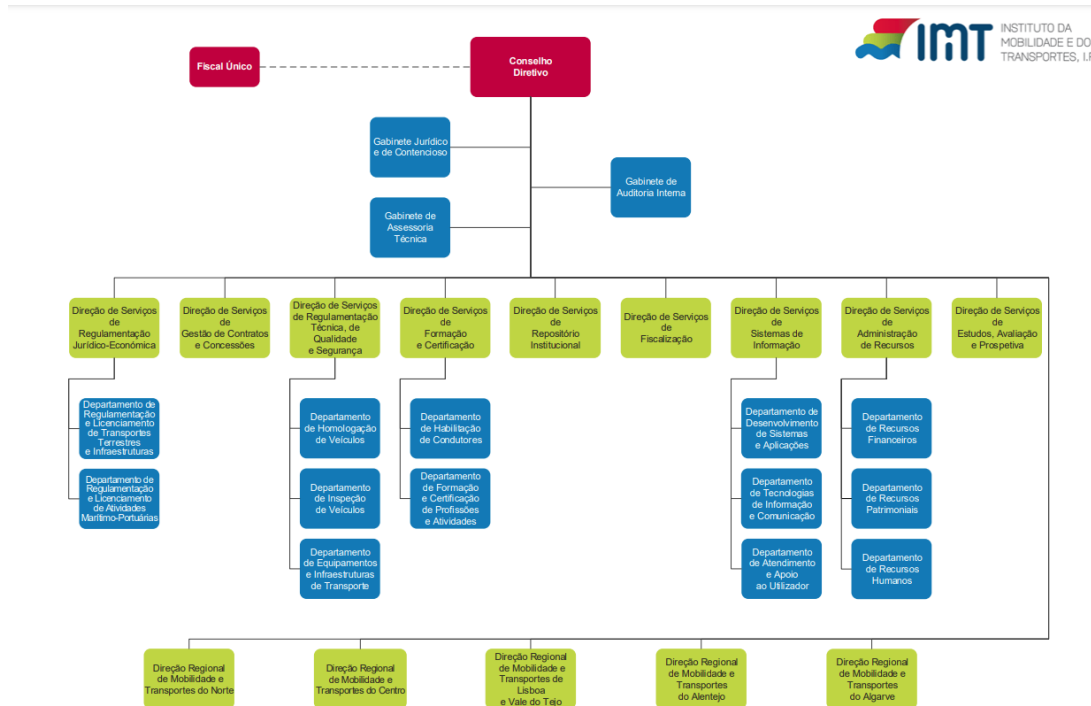 IMT
INSTITUTO DA
MOBILIDADE E DO
TRANSPORTES, I.P
Fiscal Único
Conselho
Diretivo
Gabinete Jurídico
e de Contencioso
Gabinete de
Auditoria Interna
Gabinete de
Assessoria
Técnica
Direção de Serviços
de
Regulamentação
Jurídico-Económica
Direção de Serviços
de
Gestão de Contratos
e Concessões
Direção de Serviços
de Regulamentação
Técnica, de
Qualidade
e Segurança
Direção de Serviços
de
Formação
e Certificação
Direção de Serviços
de
Repositório
Institucional
Direção de Serviços
de
Fiscalização
Direção de Serviços
de
Sistemas de
Informação
Direção de Serviços
de
Administração
de Recursos
Direção de Serviços
de
Estudos, Avaliação
e Prospetiva
Departamento de
Regulamentação
e Licenciamento
de Transportes
Terrestres
e Infraestruturas
Departamento
de Homologação
de Veículos
Departamento
de Habilitação
de Condutores
Departamento de
Desenvolvimento
de Sistemas
e Aplicações
Departamento
de Recursos
Financeiros
Departamento de
Regulamentação
e Licenciamento
de Atividades
Marítimo-Portuárias
Departamento
de Inspeção
de Veículos
Departamento
de Formação
e Certificação
de Profissões
e Atividades
Departamento
de Tecnologias
de Informação
e Comunicação
Departamento
de Recursos
Patrimoniais
Departamento
de Equipamentos
e Infraestruturas
de Transporte
Departamento
de Atendimento
e Apoio
ao Utilizador
Departamento
de Recursos
Humanos
Direção Regional
de Mobilidade e
Transportes do Norte
Direção Regional
de Mobilidade e
Transportes do Centro
Direção Regional
de Mobilidade e
Transportes de
Lisboa
e Vale do Tejo
Direção Regional
de Mobilidade e
Transportes
do Alentejo
Direção Regional
de Mobilidade e
Transportes
do Algarve